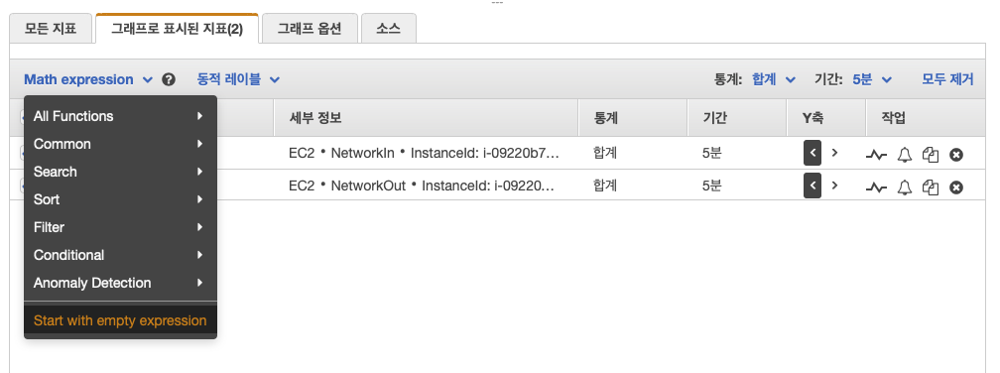 모든 지표 그래프로 표시된 지표(2) 그래프 옵션 소스
Math expression 동적 레이블 통계: 합계 기간: 5분 모두 제거
세부 정보 통계 기간 Y축 작업
All Functions
Common
Search
Sort
Filter
Conditional
Anomaly Detection
Start with empty expression
EC2 • NetworkIn • InstanceId: i-09220b7... 합계 5분
EC2 • NetworkOut • InstanceId: i-09220... 합계 5분